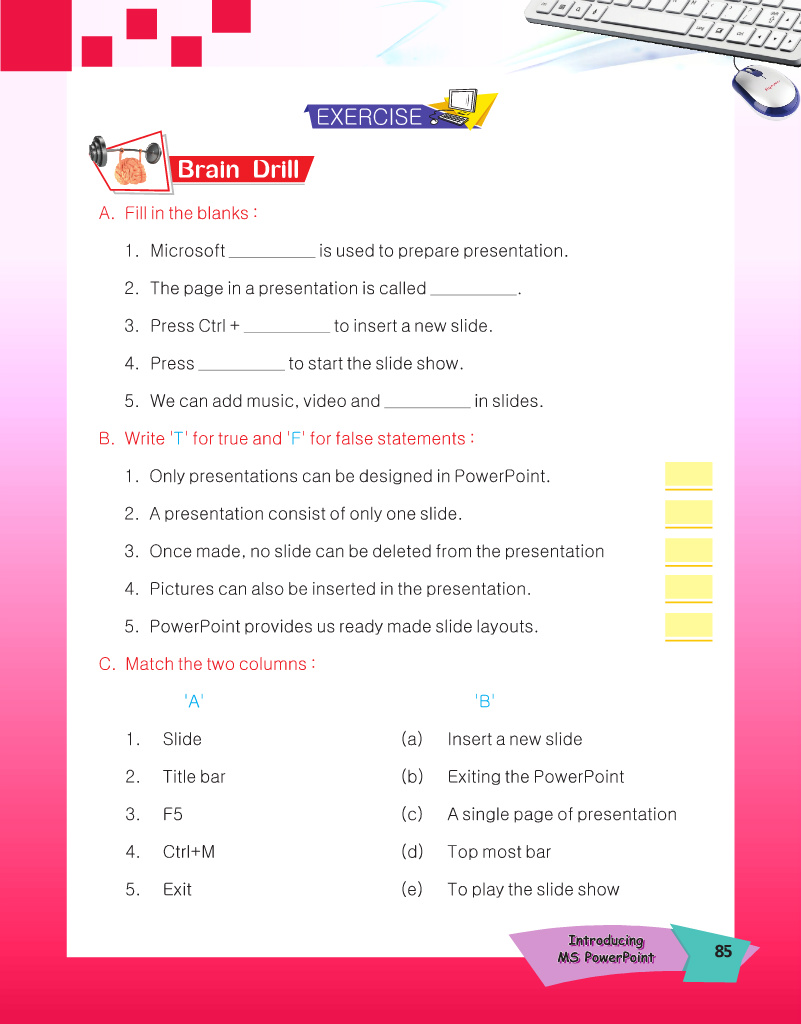 EXERCISE
Brain Drill
A. Fill in the blanks :
1. Microsoft __________ is used to prepare presentation.
2. The page in a presentation is called __________.
3. Press Ctrl + __________ to insert a new slide.
4. Press __________ to start the slide show.
5. We can add music, video and __________ in slides.
B. Write 'T' for true and 'F' for false statements :
1. Only presentations can be designed in PowerPoint.
2. A presentation consist of only one slide.
3. Once made, no slide can be deleted from the presentation
4. Pictures can also be inserted in the presentation.
5. PowerPoint provides us ready made slide layouts.
C. Match the two columns :
'A' 'B'
1. Slide (a) Insert a new slide
2. Title bar (b) Exiting the PowerPoint
3. F5 (c) A single page of presentation
4. Ctrl+M (d) Top most bar
5. Exit (e) To play the slide show
Introducing
MS PowerPoint
85